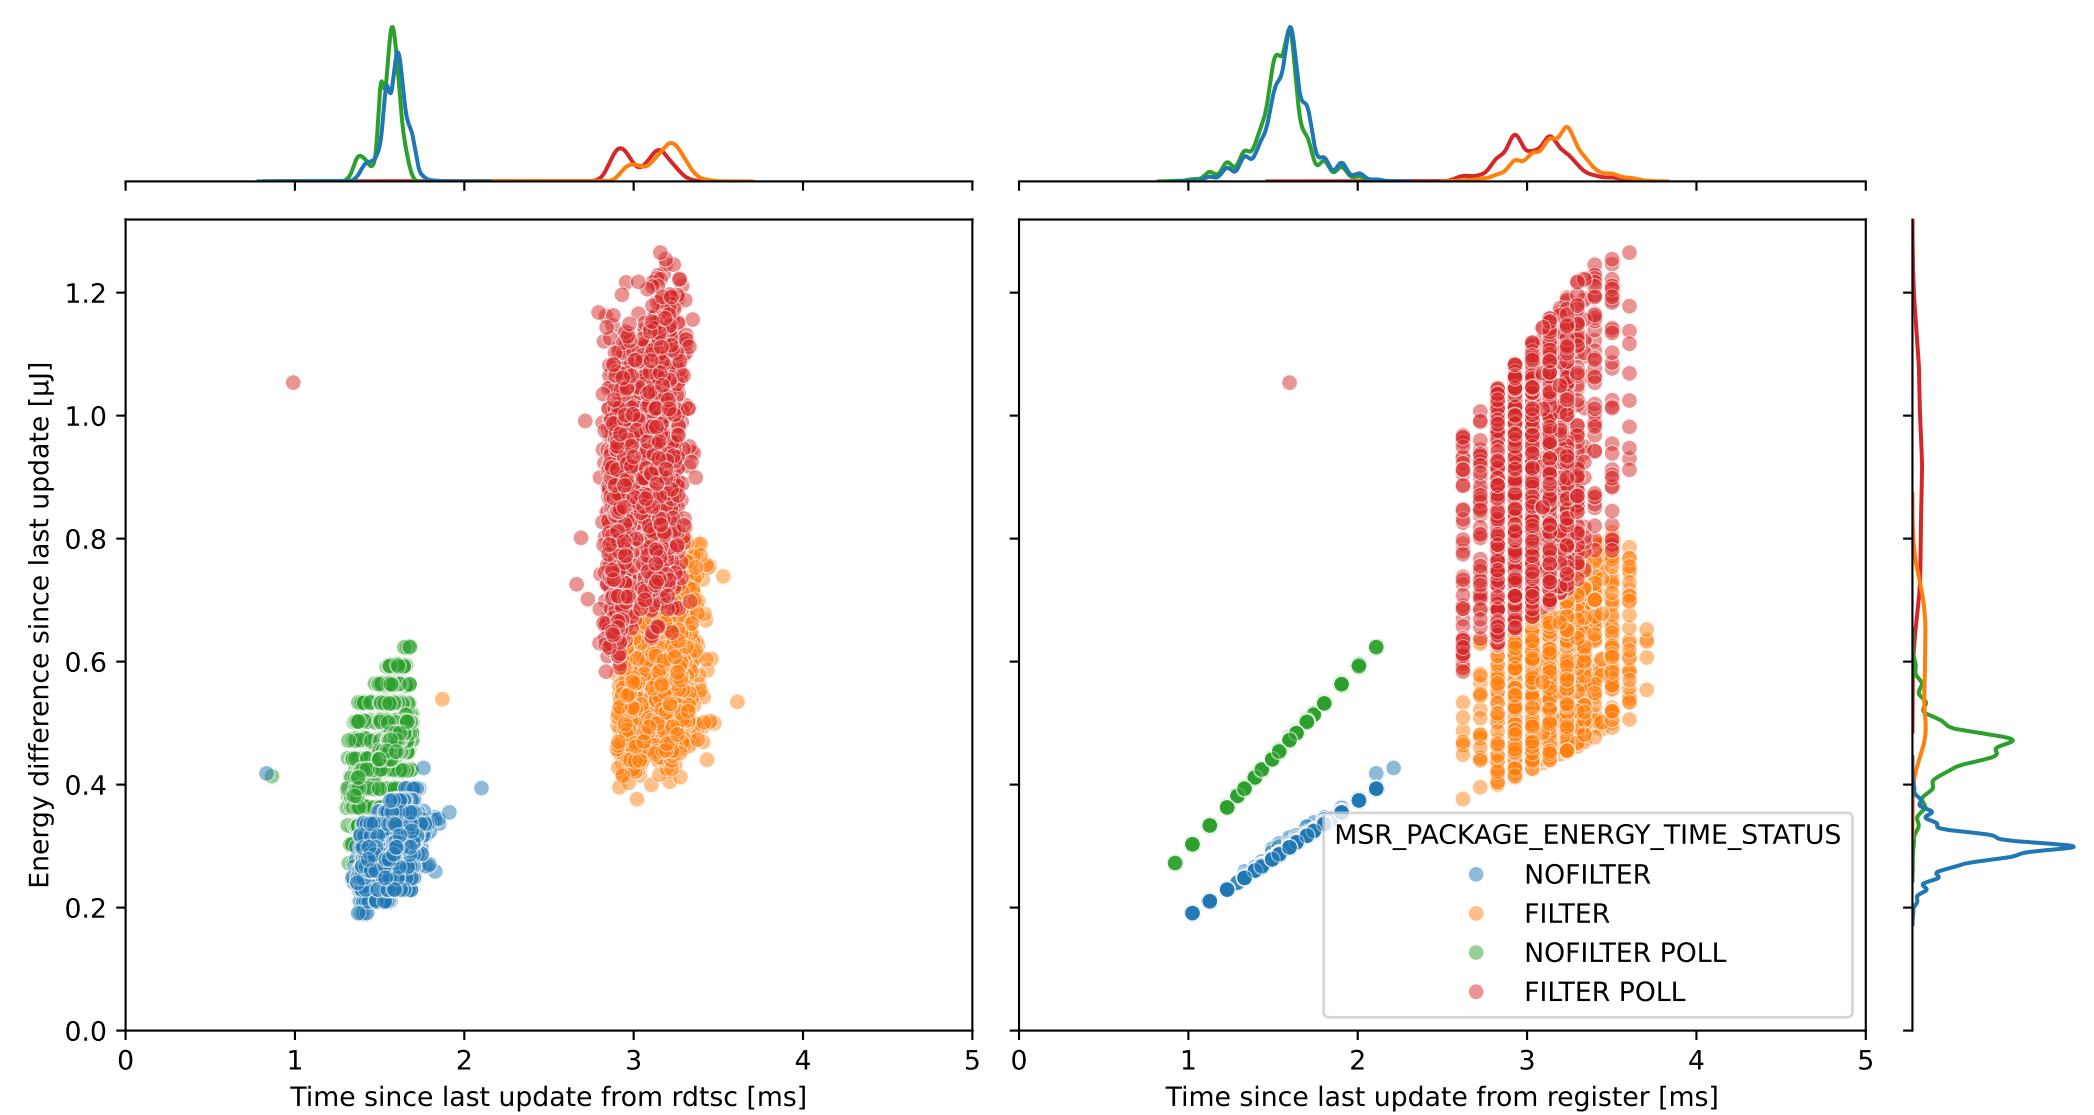 Energy difference since last update [µJ]
1.2
1.0
0.8
0.6
0.4
0.2
0.0
0 1 2 3 4 5
Time since last update from rdtsc [ms]
MSR_PACKAGE_ENERGY_TIME_STATUS
NOFILTER
FILTER
NOFILTER POLL
FILTER POLL
0 1 2 3 4 5
Time since last update from register [ms]